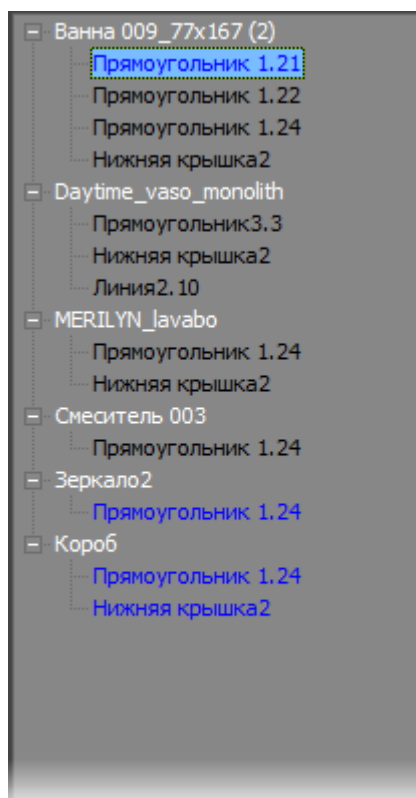 Ванна 009_77x167 (2)
Прямоугольник 1.21
Прямоугольник 1.22
Прямоугольник 1.24
Нижняя крышка2
Daytime_vaso_monolith
Прямоугольник3.3
Нижняя крышка2
Линия2.10
MERILYN_lavabo
Прямоугольник 1.24
Нижняя крышка2
Смеситель 003
Прямоугольник 1.24
Зеркало2
Прямоугольник 1.24
Короб
Прямоугольник 1.24
Нижняя крышка2